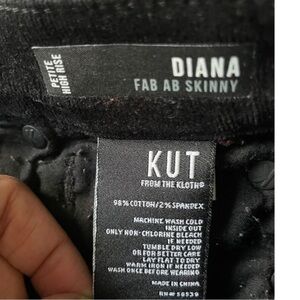 PETITE
HIGH RISE
DIANA
FAB AB SKINNY
KUT
FROM THE KLOTH®
98% COTTON/2% SPANDEX
MACHINE WASH COLD
INSIDE OUT
ONLY NON-CHLORINE BLEACH
IF NEEDED
TUMBLE DRY LOW
OR FOR BETTER CARE
LAY FLAT TO DRY
WARM IRON IF NEEDED
WASH ONCE BEFORE WEARING
MADE IN CHINA
RN# 58939